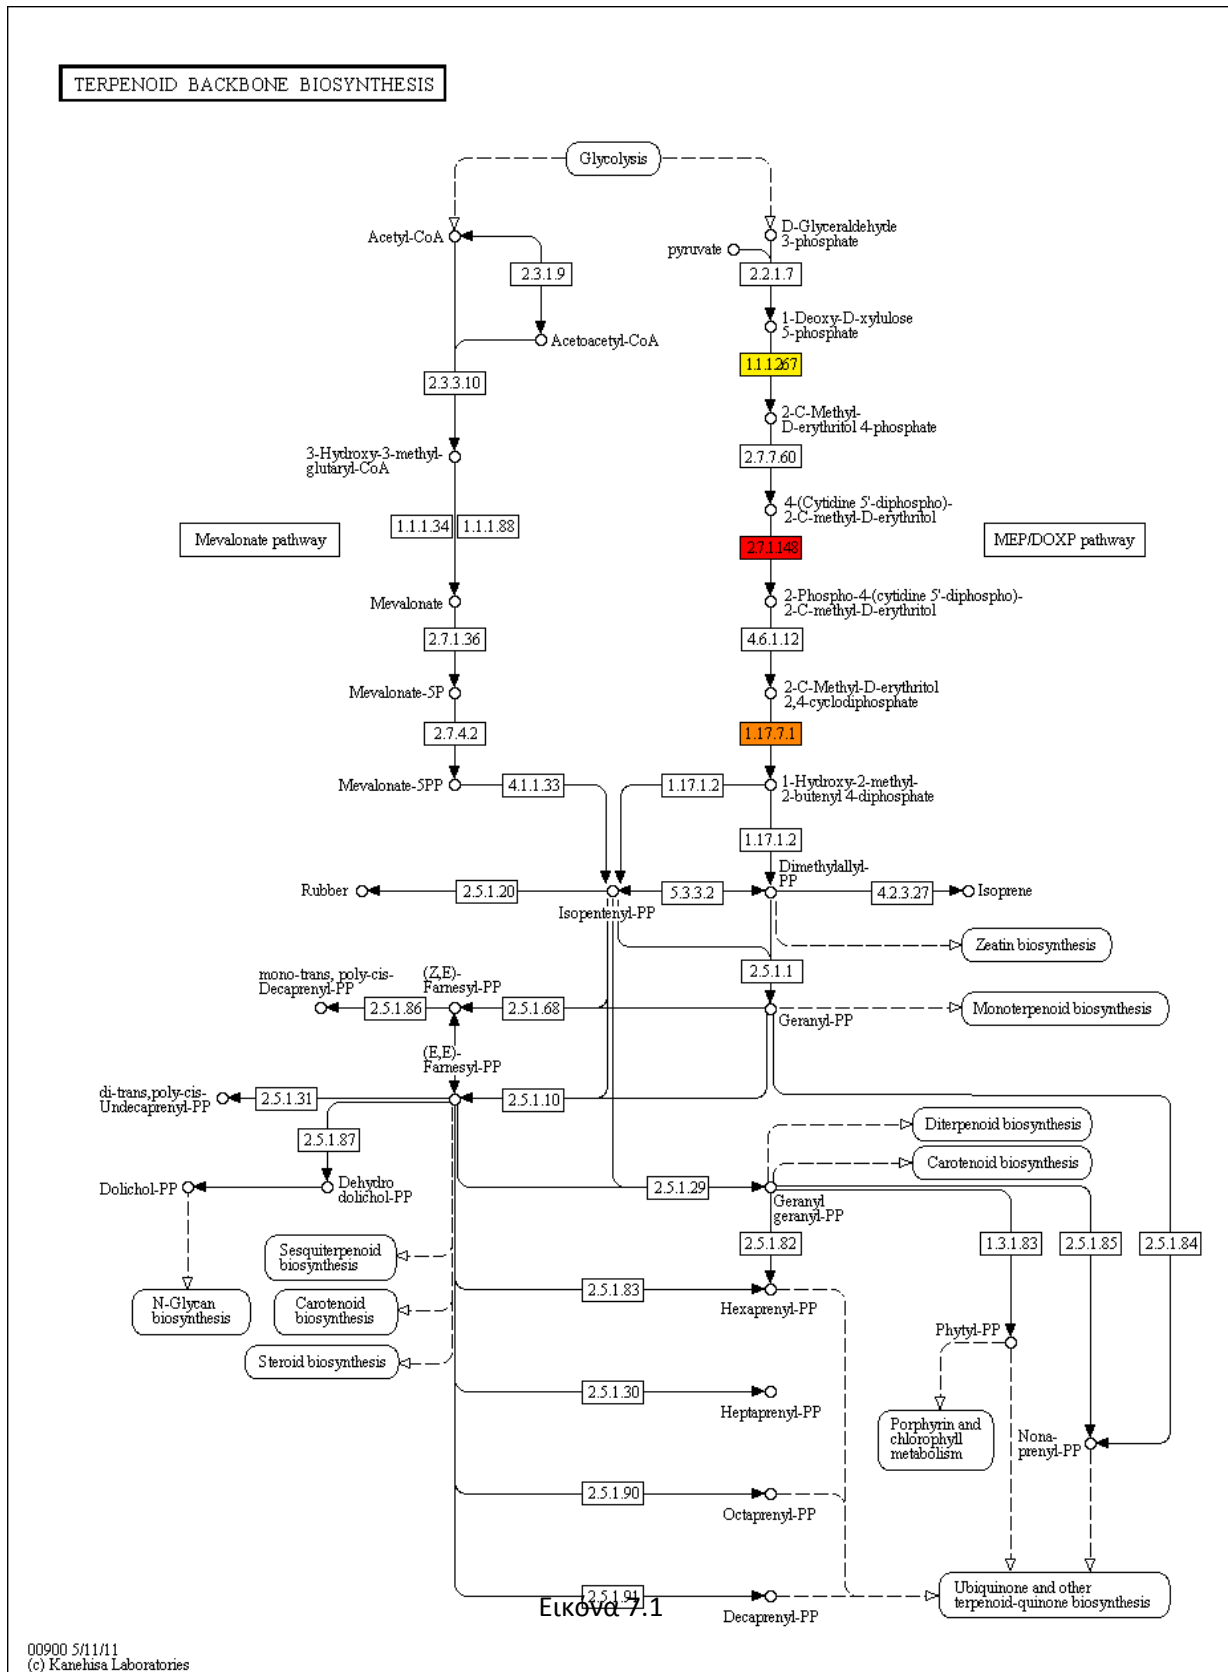 TERPENOID BACKBONE BIOSYNTHESIS
Glycolysis
Acetyl-CoA
D-Glyceraldehyde
3-phosphate
pyruvate
2.3.1.9
2.2.1.7
Acetoacetyl-CoA
1-Deoxy-D-xylulose
5-phosphate
1.1.1.267
2.3.3.10
2-C-Methyl-
D-erythritol 4-phosphate
3-Hydroxy-3-methyl-
glutaryl-CoA
2.7.7.60
4-(Cytidine 5'-diphospho)-
2-C-methyl-D-erythritol
1.1.1.34
1.1.1.88
Mevalonate pathway
2.7.1.148
MEP/DOXP pathway
Mevalonate
2-Phospho-4-(cytidine 5'-diphospho)-
2-C-methyl-D-erythritol
2.7.1.36
4.6.1.12
Mevalonate-5P
2-C-Methyl-D-erythritol
2,4-cyclodiphosphate
2.7.4.2
1.17.7.1
Mevalonate-5PP
4.1.1.33
1.17.1.2
1-Hydroxy-2-methyl-
2-butenyl 4-diphosphate
1.17.1.2
Dimethylallyl-
PP
Rubber
2.5.1.20
5.3.3.2
4.2.3.27
Isoprene
Isopentenyl-PP
Zeatin biosynthesis
2.5.1.1
mono-trans, poly-cis-
Decaprenyl-PP
(Z,E)-
Farnesyl-PP
2.5.1.86
2.5.1.68
Geranyl-PP
Monoterpenoid biosynthesis
(E,E)-
Farnesyl-PP
di-trans,poly-cis-
Undecaprenyl-PP
2.5.1.31
2.5.1.10
2.5.1.87
Diterpenoid biosynthesis
Carotenoid biosynthesis
Dolichol-PP
Dehydro
dolichol-PP
2.5.1.29
Geranyl
geranyl-PP
2.5.1.82
1.3.1.83
2.5.1.85
2.5.1.84
Sesquiterpenoid
biosynthesis
N-Glycan
biosynthesis
Carotenoid
biosynthesis
2.5.1.83
Hexaprenyl-PP
Phytyl-PP
Steroid biosynthesis
2.5.1.30
Heptaprenyl-PP
Porphyrin and
chlorophyll
metabolism
Nona-
prenyl-PP
2.5.1.90
Octaprenyl-PP
2.5.1.91
Decaprenyl-PP
Ubiquinone and other
terpenoid-quinone biosynthesis
Εικόνα 7.1
00900 5/11/11
(c) Kanehisa Laboratories